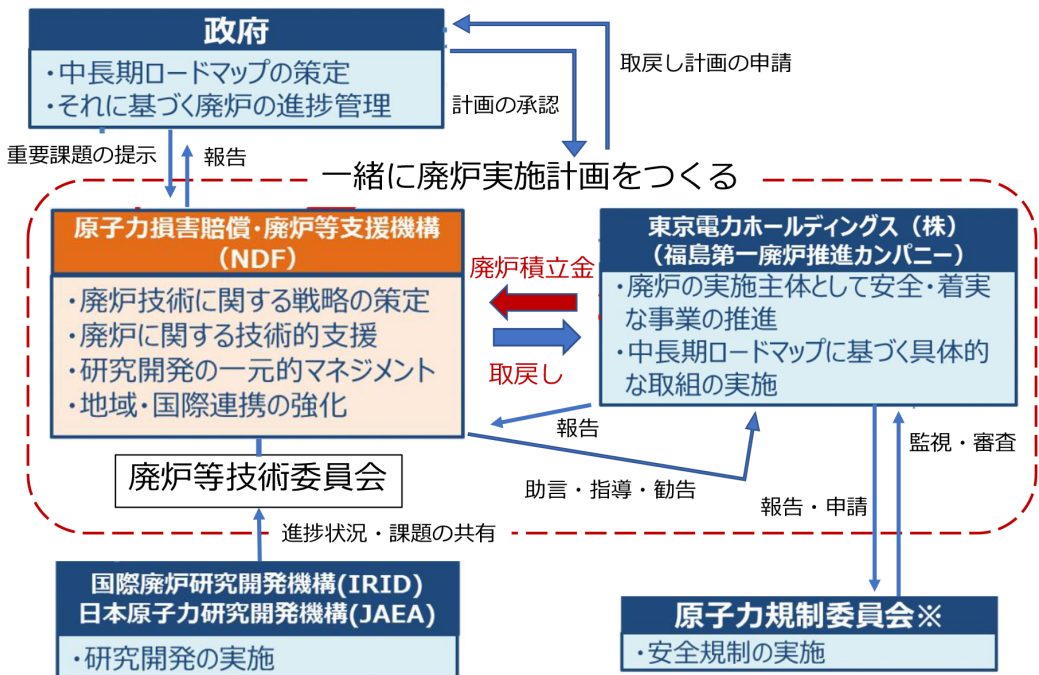 政府
・中長期ロードマップの策定
・それに基づく廃炉の進捗管理
取戻し計画の申請
計画の承認
重要課題の提示
報告
一緒に廃炉実施計画をつくる
原子力損害賠償・廃炉等支援機構
（NDF）
・廃炉技術に関する戦略の策定
・廃炉に関する技術的支援
・研究開発の一元的マネジメント
・地域・国際連携の強化
廃炉積立金
取戻し
東京電力ホールディングス（株）
（福島第一廃炉推進カンパニー）
・廃炉の実施主体として安全・着実
な事業の推進
・中長期ロードマップに基づく具体的
な取組の実施
報告
助言・指導・勧告
監視・審査
報告・申請
廃炉等技術委員会
進捗状況・課題の共有
国際廃炉研究開発機構(IRID)
日本原子力研究開発機構(JAEA)
・研究開発の実施
原子力規制委員会※
・安全規制の実施